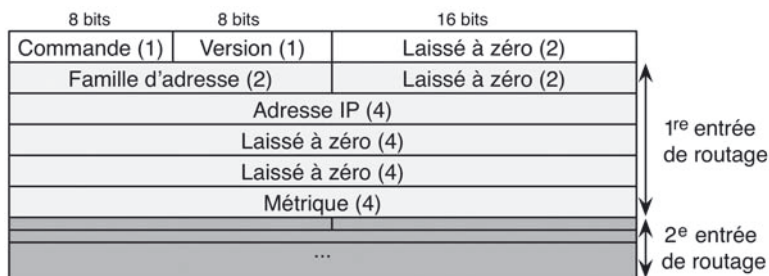 8 bits 8 bits 16 bits
Commande (1) Version (1) Laissé à zéro (2)
Famille d'adresse (2) Laissé à zéro (2)
Adresse IP (4)
Laissé à zéro (4)
Laissé à zéro (4)
Métrique (4)
1re entrée
de routage
...
2e entrée
de routage